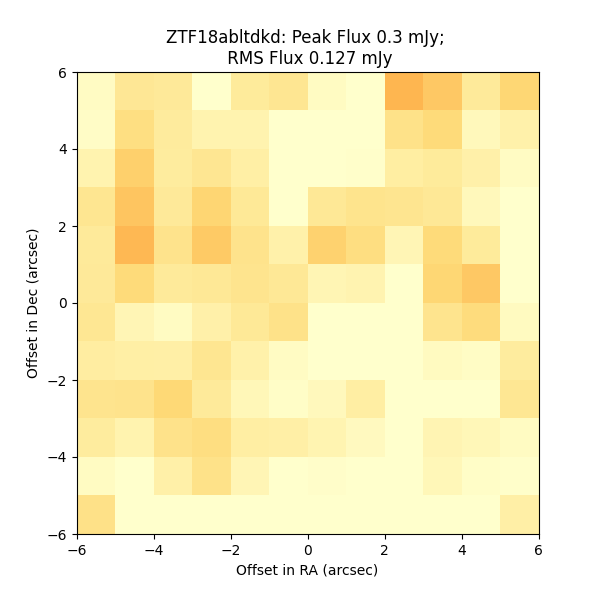 ZTF18abltdkd: Peak Flux 0.3 mJy;
RMS Flux 0.127 mJy
6
4
2
0
−2
−4
−6
Offset in Dec (arcsec)
−6 −4 −2 0 2 4 6
Offset in RA (arcsec)